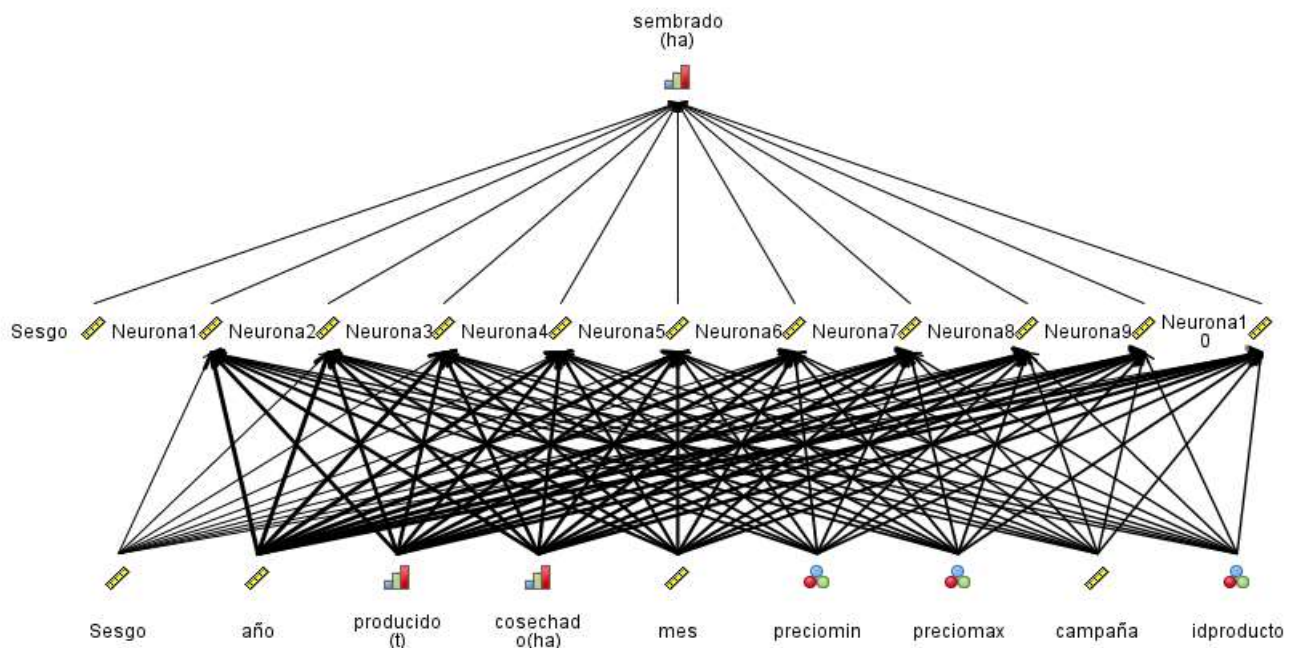 sembrado
(ha)
Sesgo
Neurona1
Neurona2
Neurona3
Neurona4
Neurona5
Neurona6
Neurona7
Neurona8
Neurona9
Neurona1
0
Sesgo
año
producido
(t)
cosechad
o(ha)
mes
preciomin
preciomax
campaña
idproducto